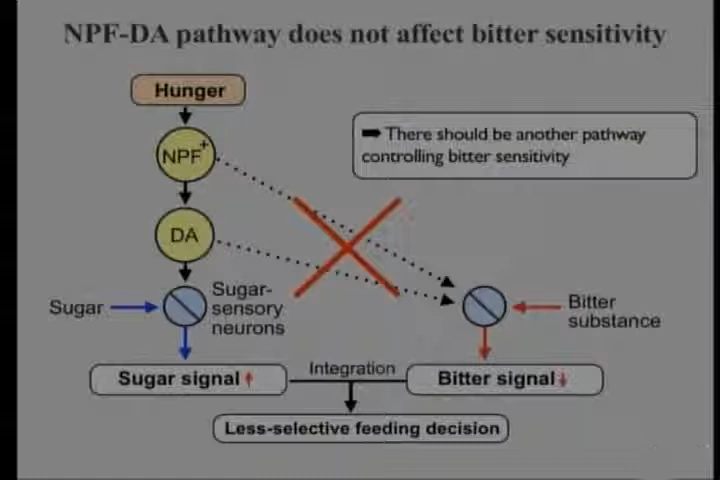 NPF-DA pathway does not affect bitter sensitivity
Hunger
➡ There should be another pathway
controlling bitter sensitivity
NPF+
DA
Sugar
Sugar-
sensory
neurons
Bitter
substance
Sugar signal↑
Integration
Bitter signal↓
Less-selective feeding decision